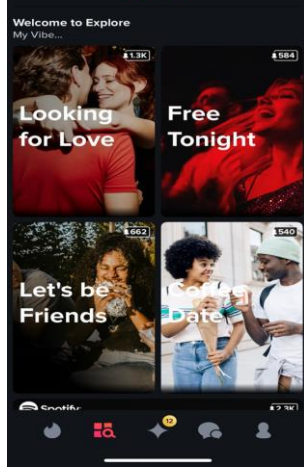 Welcome to Explore
My Vibe...
1.3K
584
Looking
for Love
Free
Tonight
662
540
Let's be
Friends
Coffee
Date
Spotify
2.3K
12